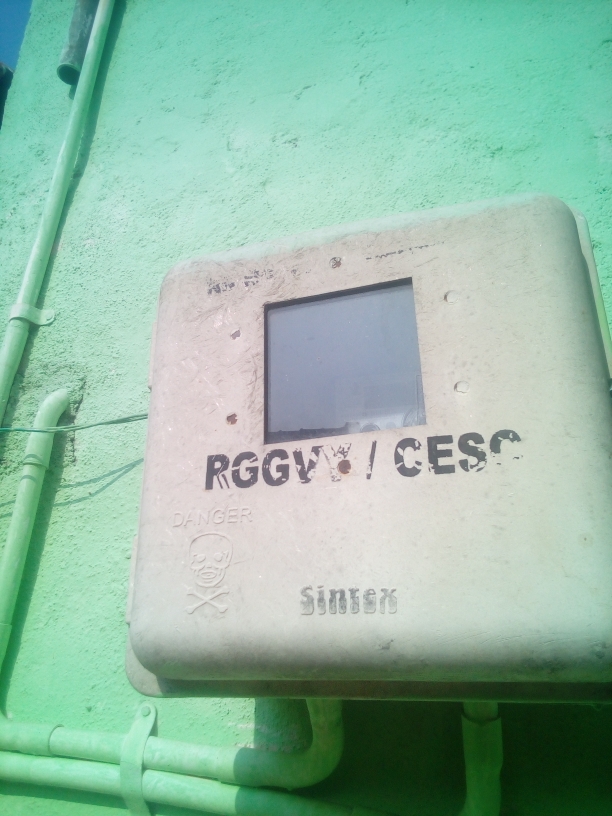 RGGVY / CESC
DANGER
Sintex